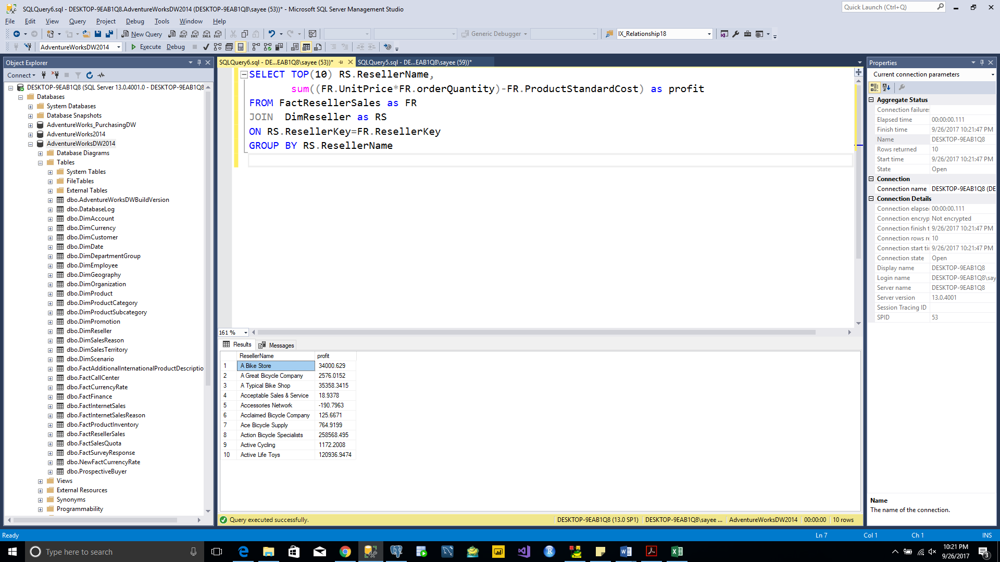 SQLQuery6.sql - DESKTOP-9EAB1Q8.AdventureWorksDW2014 (DESKTOP-9EAB1Q8\sayee (53))* - Microsoft SQL Server Management Studio
Quick Launch (Ctrl+Q)
File Edit View Query Project Debug Tools Window Help
New Query
MDX DMX XMLA DAX
Generic Debugger
IX_Relationship18
AdventureWorksDW2014
Execute Debug
Object Explorer
Connect
DESKTOP-9EAB1Q8 (SQL Server 13.0.4001.0 - DESKTOP-9EAB1Q8
Databases
System Databases
Database Snapshots
AdventureWorks_PurchasingDW
AdventureWorks2014
AdventureWorksDW2014
Database Diagrams
Tables
System Tables
FileTables
External Tables
dbo.AdventureWorksDWBuildVersion
dbo.DatabaseLog
dbo.DimAccount
dbo.DimCurrency
dbo.DimCustomer
dbo.DimDate
dbo.DimDepartmentGroup
dbo.DimEmployee
dbo.DimGeography
dbo.DimOrganization
dbo.DimProduct
dbo.DimProductCategory
dbo.DimProductSubcategory
dbo.DimPromotion
dbo.DimReseller
dbo.DimSalesReason
dbo.DimSalesTerritory
dbo.DimScenario
dbo.FactAdditionalInternationalProductDescriptio
dbo.FactCallCenter
dbo.FactCurrencyRate
dbo.FactFinance
dbo.FactInternetSales
dbo.FactInternetSalesReason
dbo.FactProductInventory
dbo.FactResellerSales
dbo.FactSalesQuota
dbo.FactSurveyResponse
dbo.NewFactCurrencyRate
dbo.ProspectiveBuyer
Views
External Resources
Synonyms
Programmability
SQLQuery6.sql - DE...EAB1Q8\sayee (53))* SQLQuery5.sql - DE...EAB1Q8\sayee (59))*
SELECT TOP(10) RS.ResellerName,
sum((FR.UnitPrice*FR.orderQuantity)-FR.ProductStandardCost) as profit
FROM FactResellerSales as FR
JOIN DimReseller as RS
ON RS.ResellerKey=FR.ResellerKey
GROUP BY RS.ResellerName
161 %
Results Messages
ResellerName profit
1 A Bike Store 34000.629
2 A Great Bicycle Company 2576.0152
3 A Typical Bike Shop 35358.3415
4 Acceptable Sales & Service 18.9378
5 Accessories Network -190.7963
6 Acclaimed Bicycle Company 125.6671
7 Ace Bicycle Supply 764.9199
8 Action Bicycle Specialists 258568.495
9 Active Cycling 1172.2008
10 Active Life Toys 120936.9474
Query executed successfully.
DESKTOP-9EAB1Q8 (13.0 SP1) DESKTOP-9EAB1Q8\sayee ... AdventureWorksDW2014 00:00:00 10 rows
Properties
Current connection parameters
Aggregate Status
Connection failures
Elapsed time 00:00:00.111
Finish time 9/26/2017 10:21:47 PM
Name DESKTOP-9EAB1Q8
Rows returned 10
Start time 9/26/2017 10:21:47 PM
State Open
Connection
Connection name DESKTOP-9EAB1Q8 (DE
Connection Details
Connection elapse 00:00:00.111
Connection encryp Not encrypted
Connection finish t 9/26/2017 10:21:47 PM
Connection rows re 10
Connection start ti 9/26/2017 10:21:47 PM
Connection state Open
Display name DESKTOP-9EAB1Q8
Login name DESKTOP-9EAB1Q8\say
Server name DESKTOP-9EAB1Q8
Server version 13.0.4001
Session Tracing ID
SPID 53
Name
The name of the connection.
Ready Ln 7 Col 1 Ch 1 INS
Type here to search
10:21 PM
9/26/2017
3